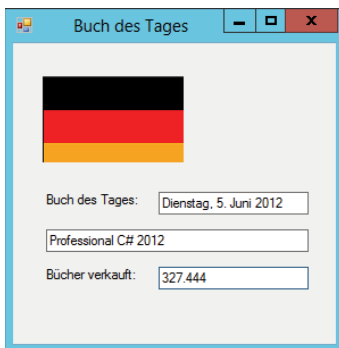 Buch des Tages
Buch des Tages: Dienstag, 5. Juni 2012
Professional C# 2012
Bücher verkauft: 327.444